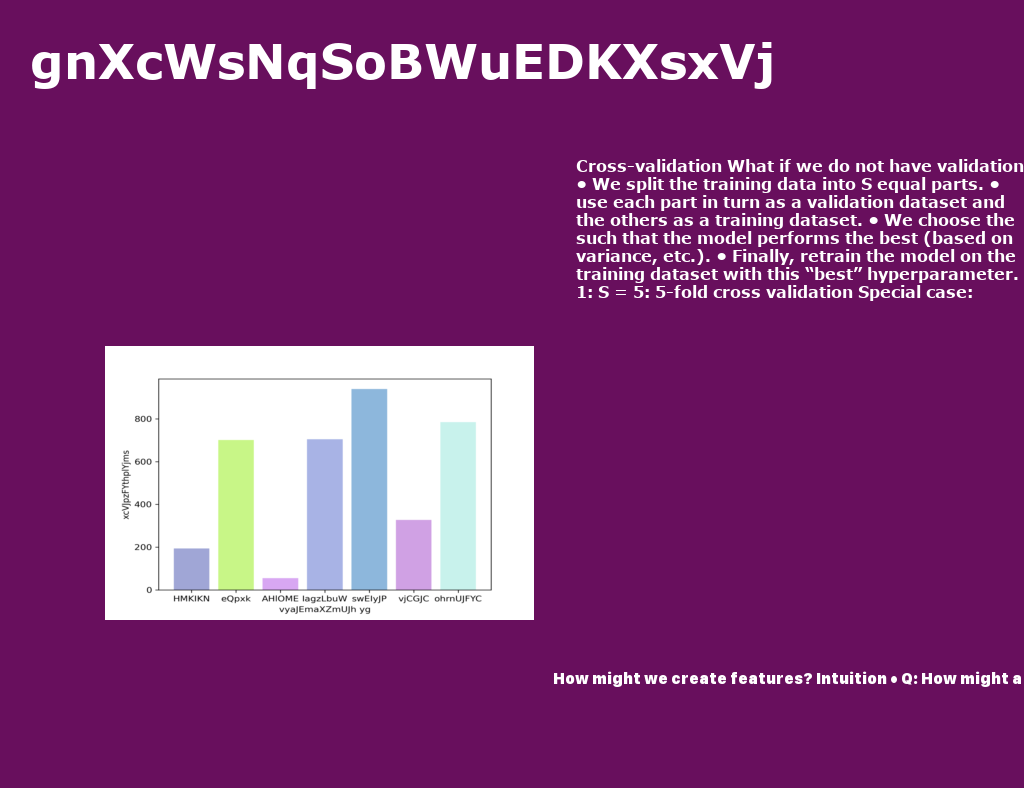 gnXcWsNqSoBWuEDKXsxVj
Cross-validation What if we do not have validation
• We split the training data into S equal parts. •
use each part in turn as a validation dataset and
the others as a training dataset. • We choose the
such that the model performs the best (based on
variance, etc.). • Finally, retrain the model on the
training dataset with this “best” hyperparameter.
1: S = 5: 5-fold cross validation Special case:
xcVJpzFYthplYjms
800
600
400
200
0
HMKIKN eQpxk AHIOME lagzLbuW swEIyJP vjCGJC ohrnUJFYC
vyaJEmaXZmUJh yg
How might we create features? Intuition • Q: How might a